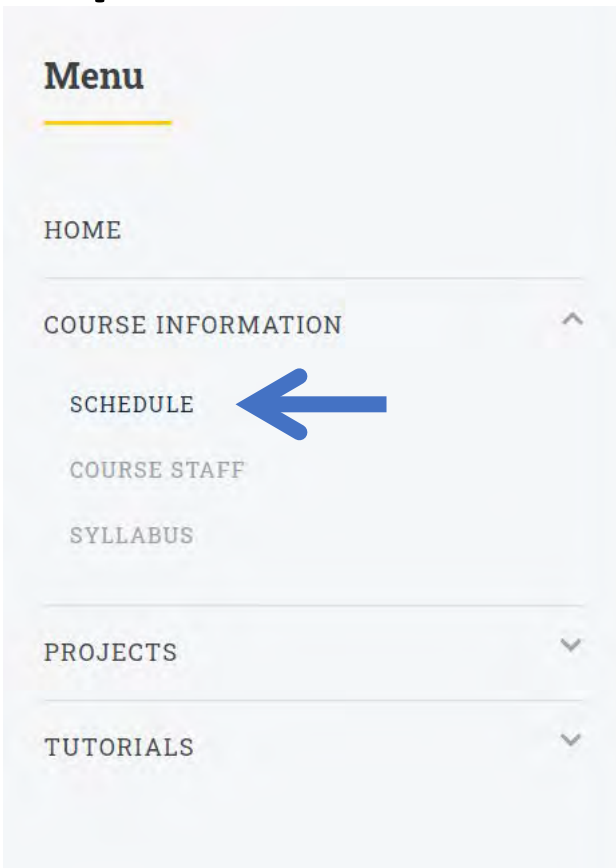 Menu
HOME
COURSE INFORMATION
SCHEDULE
COURSE STAFF
SYLLABUS
PROJECTS
TUTORIALS